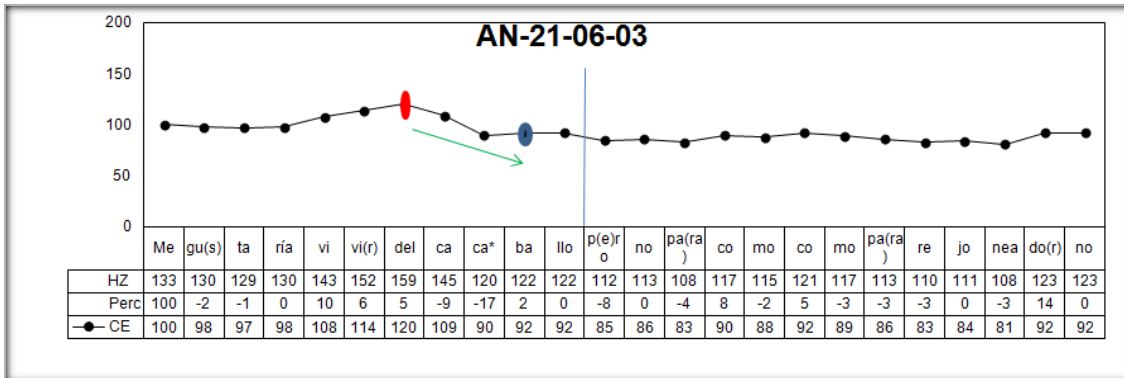 AN-21-06-03
200
150
100
50
0
Me gu(s) ta ría vi vi(r) del ca ca* ba llo p(e)r o no pa(ra ) co mo co mo pa(ra ) re jo nea do(r) no
HZ 133 130 129 130 143 152 159 145 120 122 122 112 113 108 117 115 121 117 113 110 111 108 123 123
Perc 100 -2 -1 0 10 6 5 -9 -17 2 0 -8 0 -4 8 -2 5 -3 -3 -3 0 -3 14 0
CE 100 98 97 98 108 114 120 109 90 92 92 85 86 83 90 88 92 89 86 83 84 81 92 92